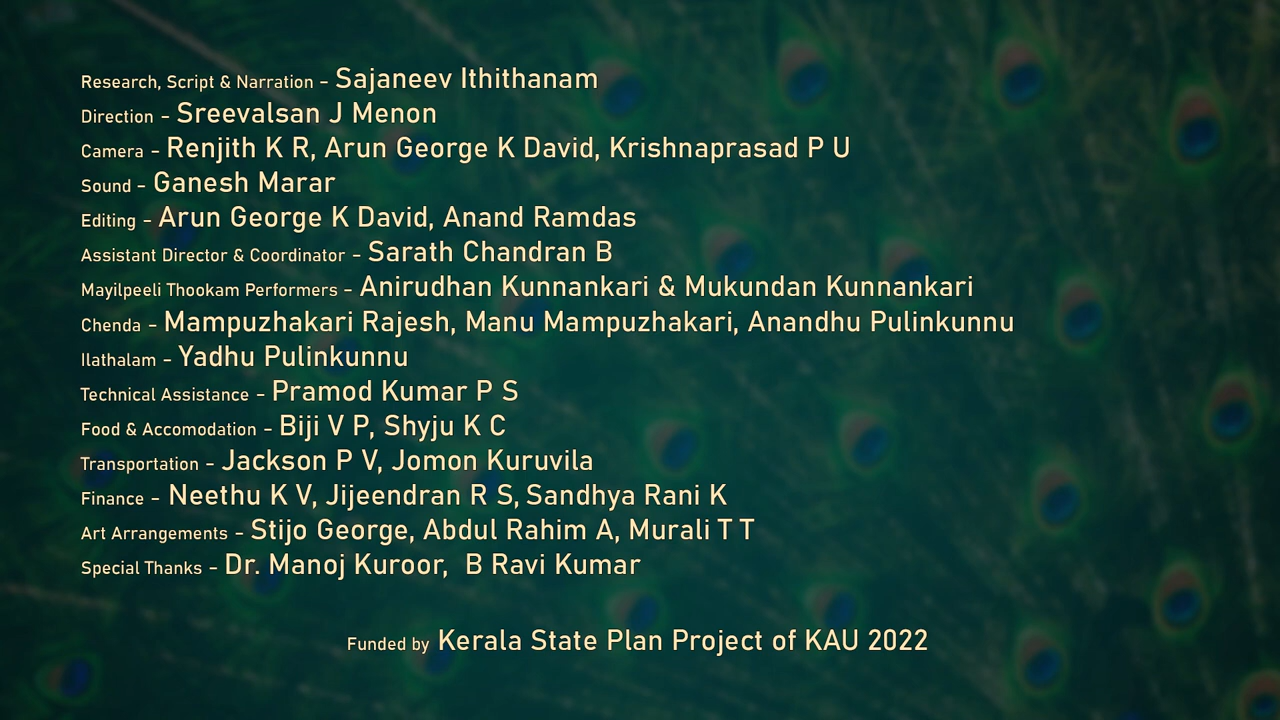 Research, Script & Narration - Sajaneev Ithithanam
Direction - Sreevalsan J Menon
Camera - Renjith K R, Arun George K David, Krishnaprasad P U
Sound - Ganesh Marar
Editing - Arun George K David, Anand Ramdas
Assistant Director & Coordinator - Sarath Chandran B
Mayilpeeli Thookam Performers - Anirudhan Kunnankari & Mukundan Kunnankari
Chenda - Mampuzhakari Rajesh, Manu Mampuzhakari, Anandhu Pulinkunnu
Ilathalam - Yadhu Pulinkunnu
Technical Assistance - Pramod Kumar P S
Food & Accomodation - Biji V P, Shyju K C
Transportation - Jackson P V, Jomon Kuruvila
Finance - Neethu K V, Jijeendran R S, Sandhya Rani K
Art Arrangements - Stijo George, Abdul Rahim A, Murali T T
Special Thanks - Dr. Manoj Kuroor, B Ravi Kumar
Funded by Kerala State Plan Project of KAU 2022